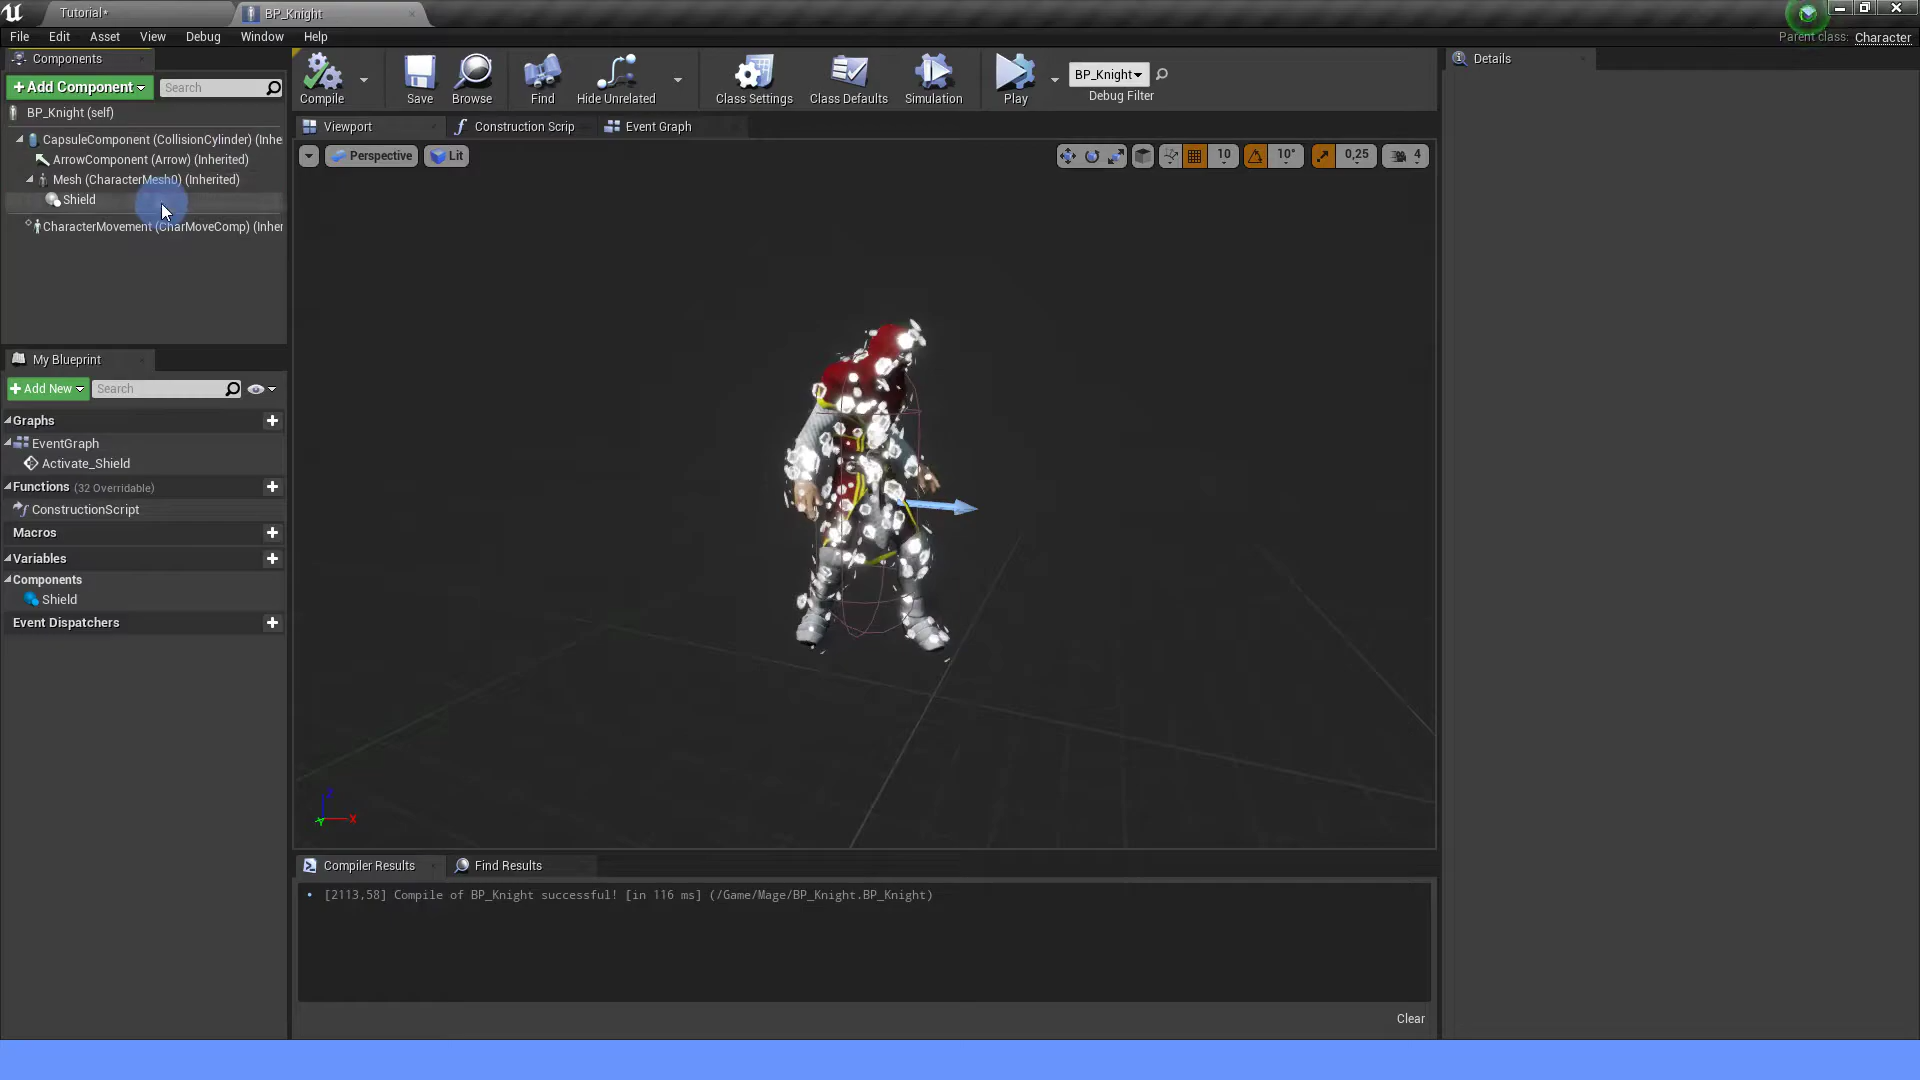 Tutorial*
BP_Knight
File Edit Asset View Debug Window Help
Parent class: Character
Components
+Add Component
Search
BP_Knight (self)
CapsuleComponent (CollisionCylinder) (Inhe
ArrowComponent (Arrow) (Inherited)
Mesh (CharacterMesh0) (Inherited)
Shield
CharacterMovement (CharMoveComp) (Inher
Compile
Save
Browse
Find
Hide Unrelated
Class Settings
Class Defaults
Simulation
Play
BP_Knight
Debug Filter
Details
Viewport
Construction Scrip
Event Graph
Perspective
Lit
10
10°
0,25
4
My Blueprint
+Add New
Search
Graphs
EventGraph
Activate_Shield
Functions (32 Overridable)
ConstructionScript
Macros
Variables
Components
Shield
Event Dispatchers
Z
X
Y
Compiler Results
Find Results
[2113,58] Compile of BP_Knight successful! [in 116 ms] (/Game/Mage/BP_Knight.BP_Knight)
Clear